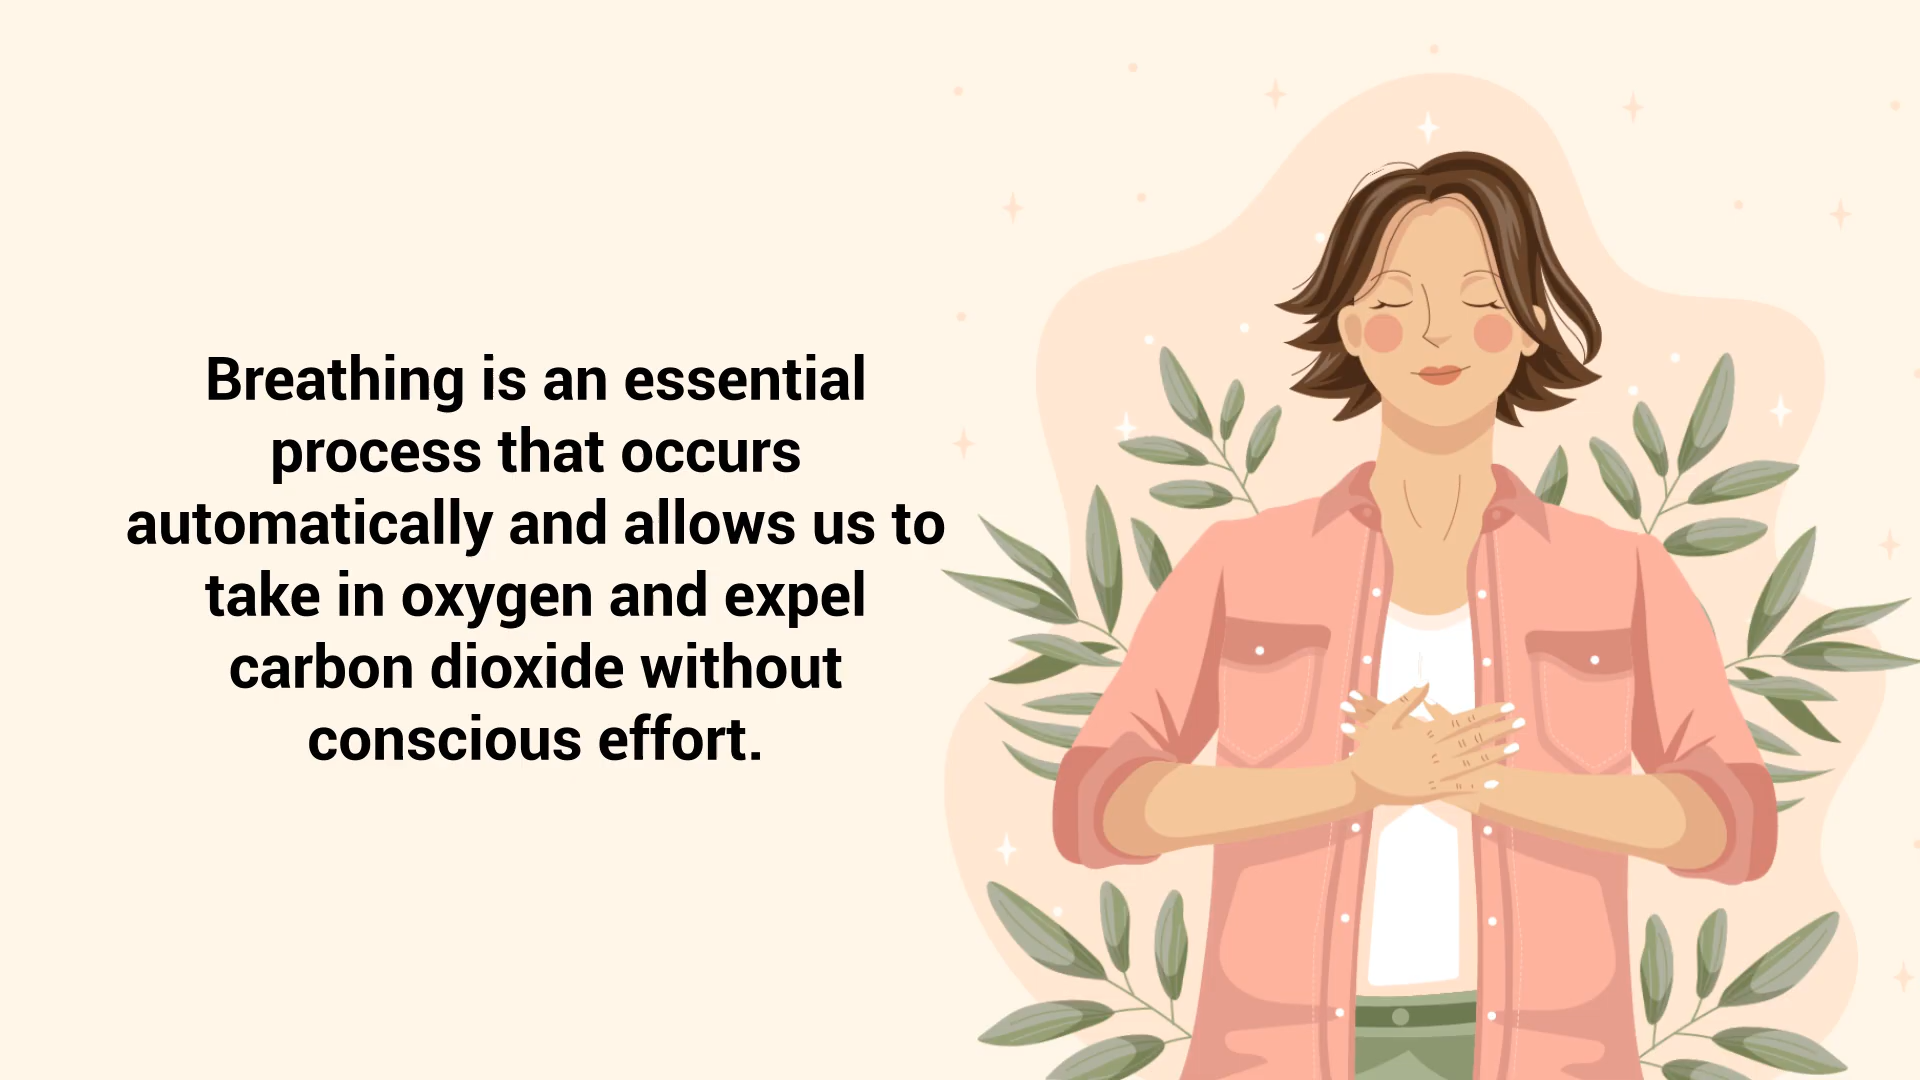 Breathing is an essential
process that occurs
automatically and allows us to
take in oxygen and expel
carbon dioxide without
conscious effort.